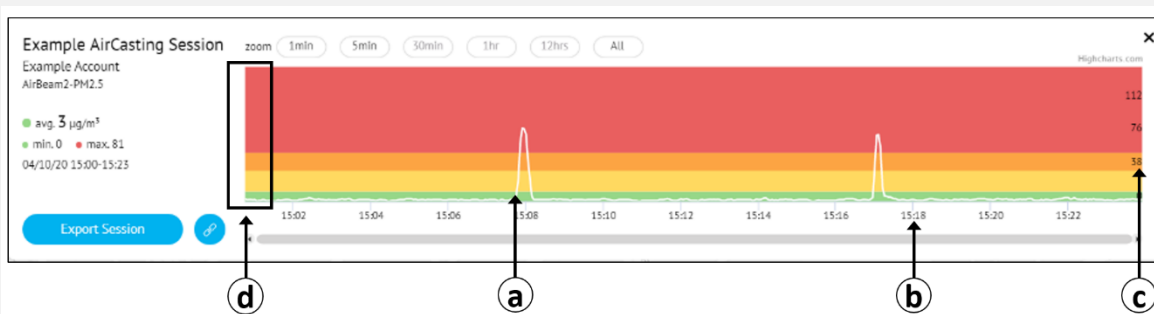 Example AirCasting Session
Example Account
AirBeam2-PM2.5
avg. 3 µg/m³
min. 0 max. 81
04/10/20 15:00-15:23
Export Session
zoom 1min 5min 30min 1hr 12hrs All
×
Highcharts.com
112
76
38
0
15:02 15:04 15:06 15:08 15:10 15:12 15:14 15:16 15:18 15:20 15:22
d a b c